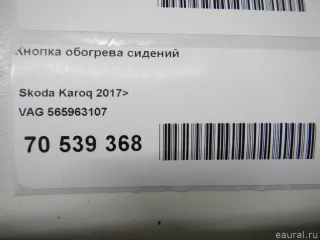 Кнопка обогрева сидений
Skoda Karoq 2017>
VAG 565963107
70 539 368
eaural.ru